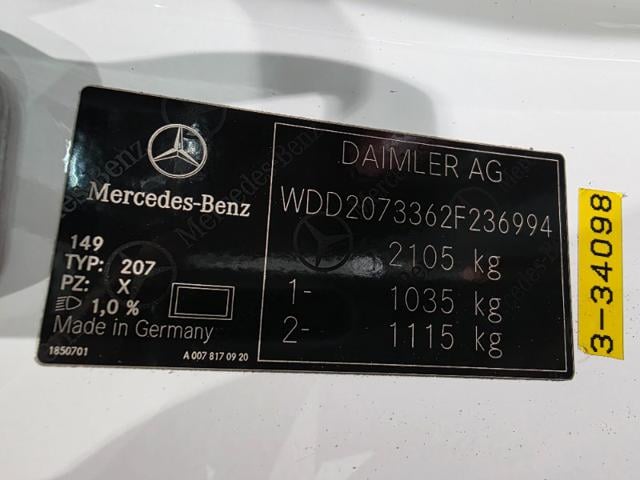 Mercedes-Benz
149
TYP: 207
PZ: X
1,0 %
Made in Germany
1850701
A 007 817 09 20
DAIMLER AG
WDD2073362F236994
2105 kg
1- 1035 kg
2- 1115 kg
3-34098